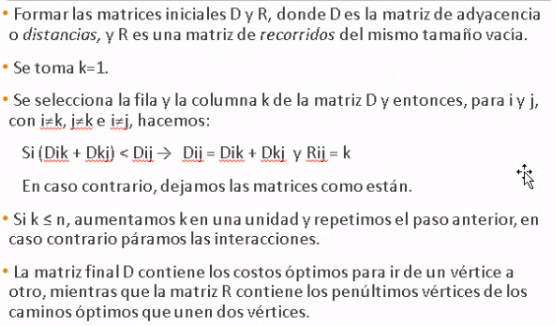 • Formar las matrices iniciales D y R, donde D es la matriz de adyacencia
o distancias, y R es una matriz de recorridos del mismo tamaño vacía.
• Se toma k=1.
• Se selecciona la fila y la columna k de la matriz D y entonces, para i y j,
con i≠k, j≠k e i≠j, hacemos:
Si (Dik + Dkj) < Dij → Dij = Dik + Dkj y Rij = k
En caso contrario, dejamos las matrices como están.
• Si k ≤ n, aumentamos k en una unidad y repetimos el paso anterior, en
caso contrario páramos las interacciones.
• La matriz final D contiene los costos óptimos para ir de un vértice a
otro, mientras que la matriz R contiene los penúltimos vértices de los
caminos óptimos que unen dos vértices.